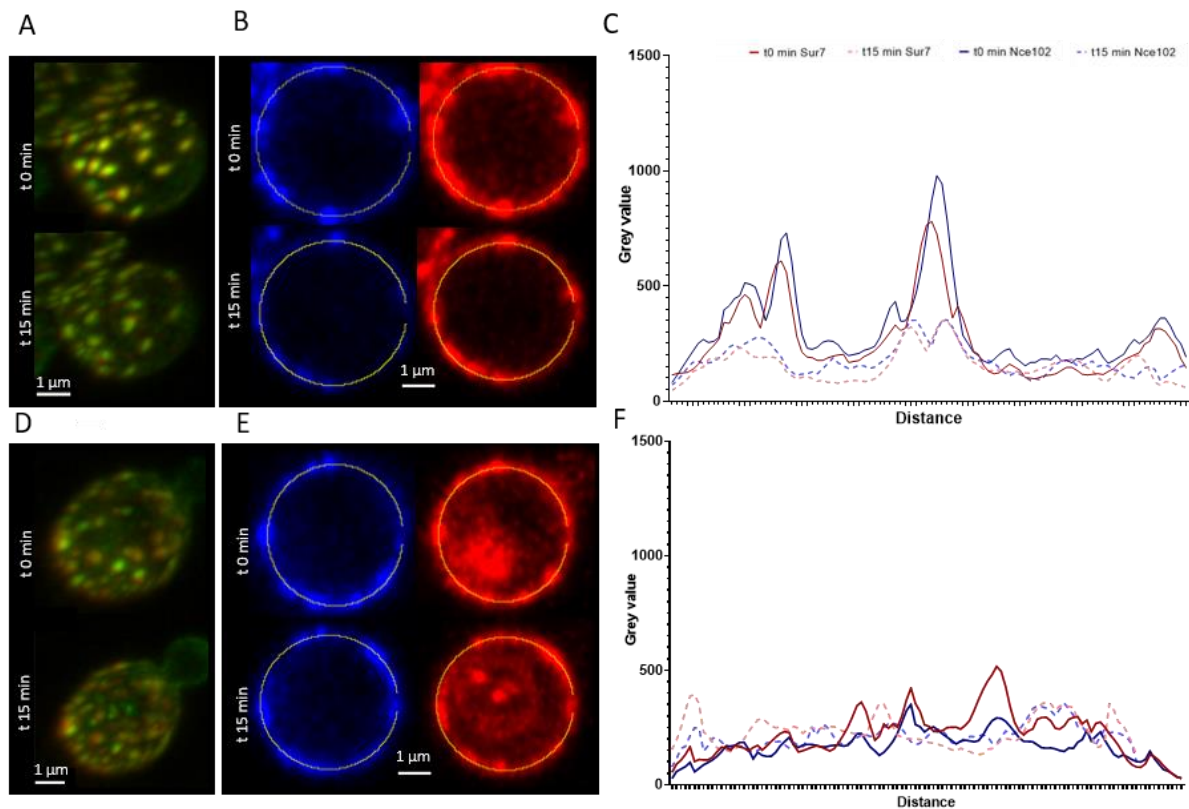 A
B
C
t 0 min
t 0 min
t 15 min
t 15 min
1 µm
1 µm
t0 min Sur7
t15 min Sur7
t0 min Nce102
t15 min Nce102
Grey value
1500
1000
500
0
Distance
D
E
F
t 0 min
t 0 min
t 15 min
t 15 min
1 µm
1 µm
Grey value
1500
1000
500
0
Distance